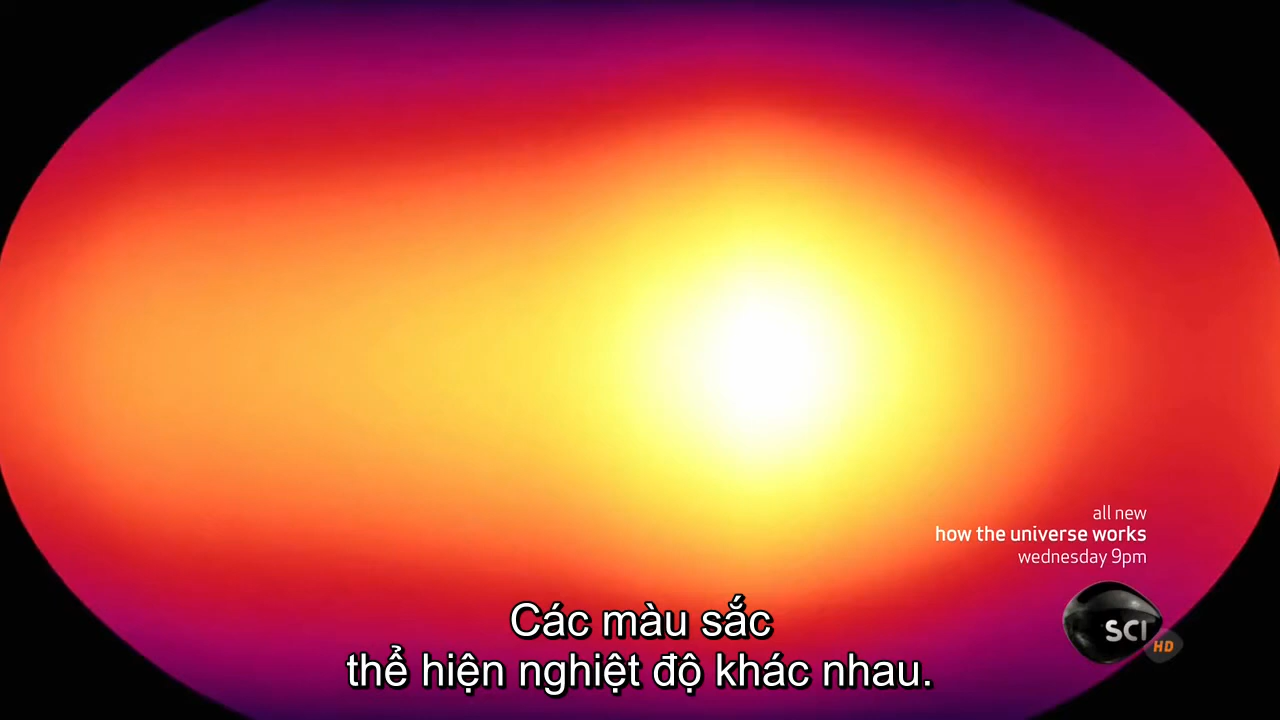 all new
how the universe works
wednesday 9pm
SCI
HD
Các màu sắc
thể hiện nghiệt độ khác nhau.